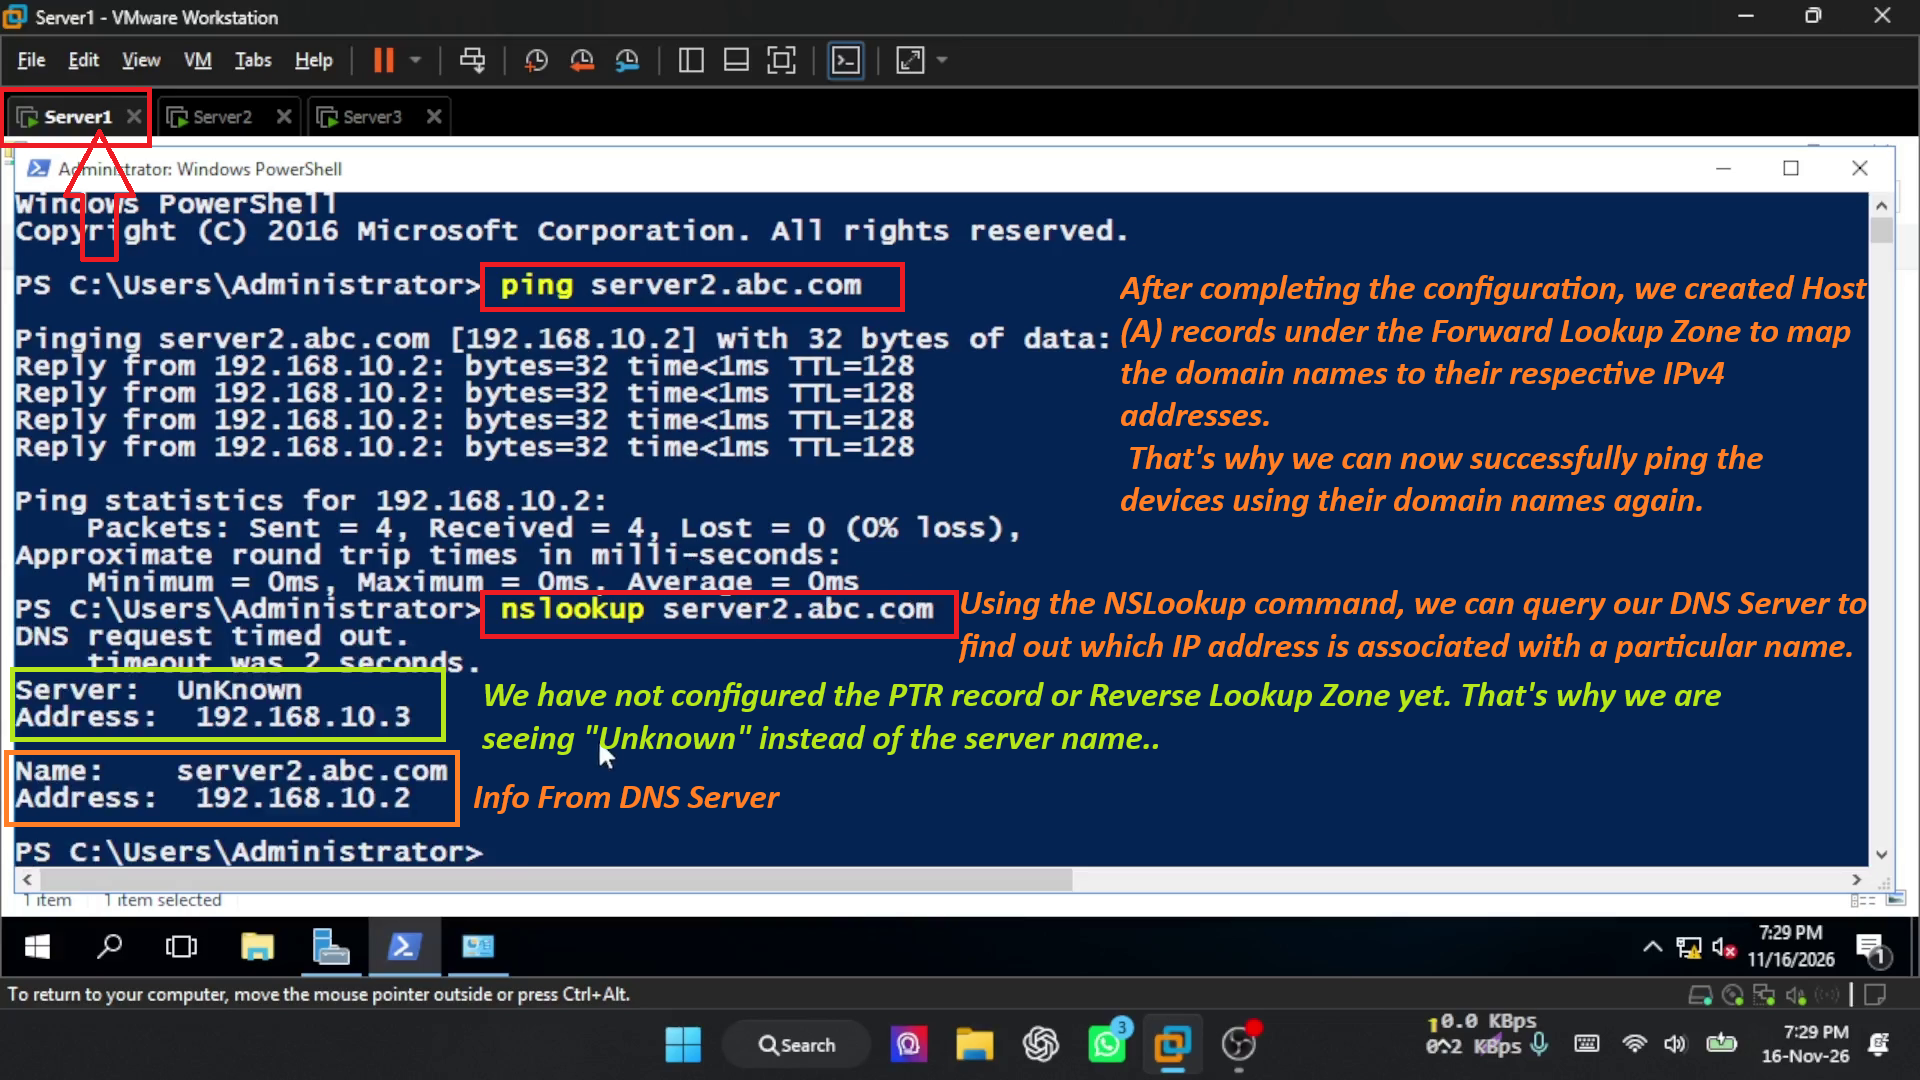 Server1 - VMware Workstation
File Edit View VM Tabs Help
Server1 Server2 Server3
Administrator: Windows PowerShell
Windows PowerShell
Copyright (C) 2016 Microsoft Corporation. All rights reserved.
PS C:\Users\Administrator> ping server2.abc.com
Pinging server2.abc.com [192.168.10.2] with 32 bytes of data:
Reply from 192.168.10.2: bytes=32 time<1ms TTL=128
Reply from 192.168.10.2: bytes=32 time<1ms TTL=128
Reply from 192.168.10.2: bytes=32 time<1ms TTL=128
Reply from 192.168.10.2: bytes=32 time<1ms TTL=128
Ping statistics for 192.168.10.2:
Packets: Sent = 4, Received = 4, Lost = 0 (0% loss),
Approximate round trip times in milli-seconds:
Minimum = 0ms, Maximum = 0ms, Average = 0ms
PS C:\Users\Administrator> nslookup server2.abc.com
DNS request timed out.
timeout was 2 seconds.
Server: UnKnown
Address: 192.168.10.3
Name: server2.abc.com
Address: 192.168.10.2
PS C:\Users\Administrator>
After completing the configuration, we created Host
(A) records under the Forward Lookup Zone to map
the domain names to their respective IPv4
addresses.
That's why we can now successfully ping the
devices using their domain names again.
Using the NSLookup command, we can query our DNS Server to
find out which IP address is associated with a particular name.
We have not configured the PTR record or Reverse Lookup Zone yet. That's why we are
seeing "Unknown" instead of the server name..
Info From DNS Server
1 item 1 item selected
7:29 PM
11/16/2026
1
To return to your computer, move the mouse pointer outside or press Ctrl+Alt.
Search
3
0.0 KBps
0.2 KBps
7:29 PM
16-Nov-26